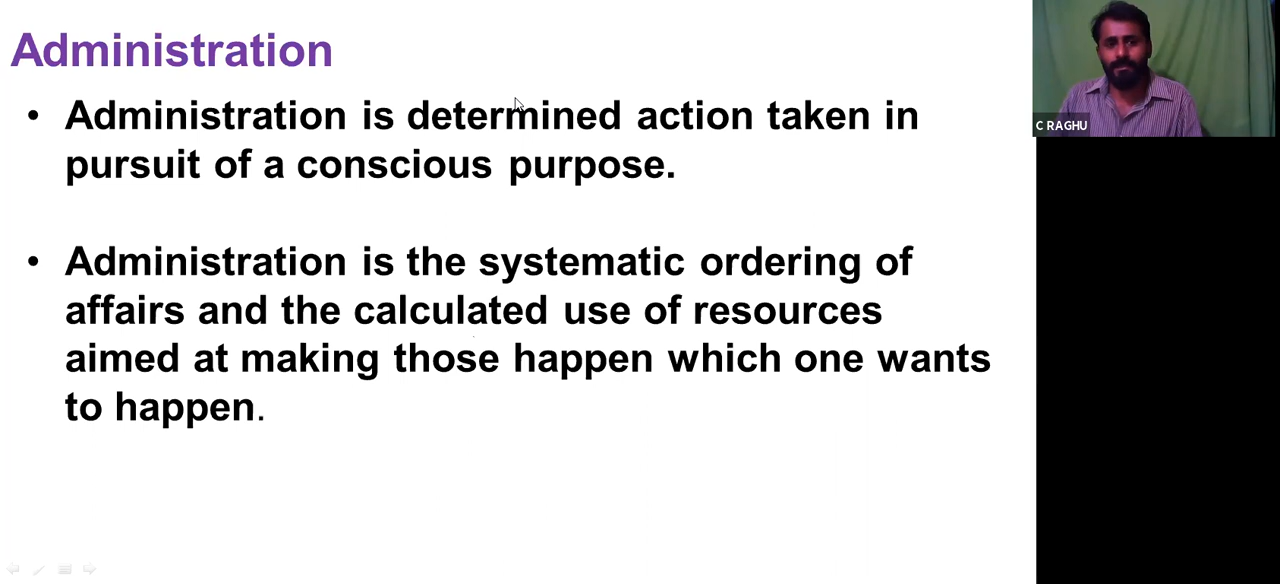 Administration
• Administration is determined action taken in
pursuit of a conscious purpose.
• Administration is the systematic ordering of
affairs and the calculated use of resources
aimed at making those happen which one wants
to happen.
C RAGHU